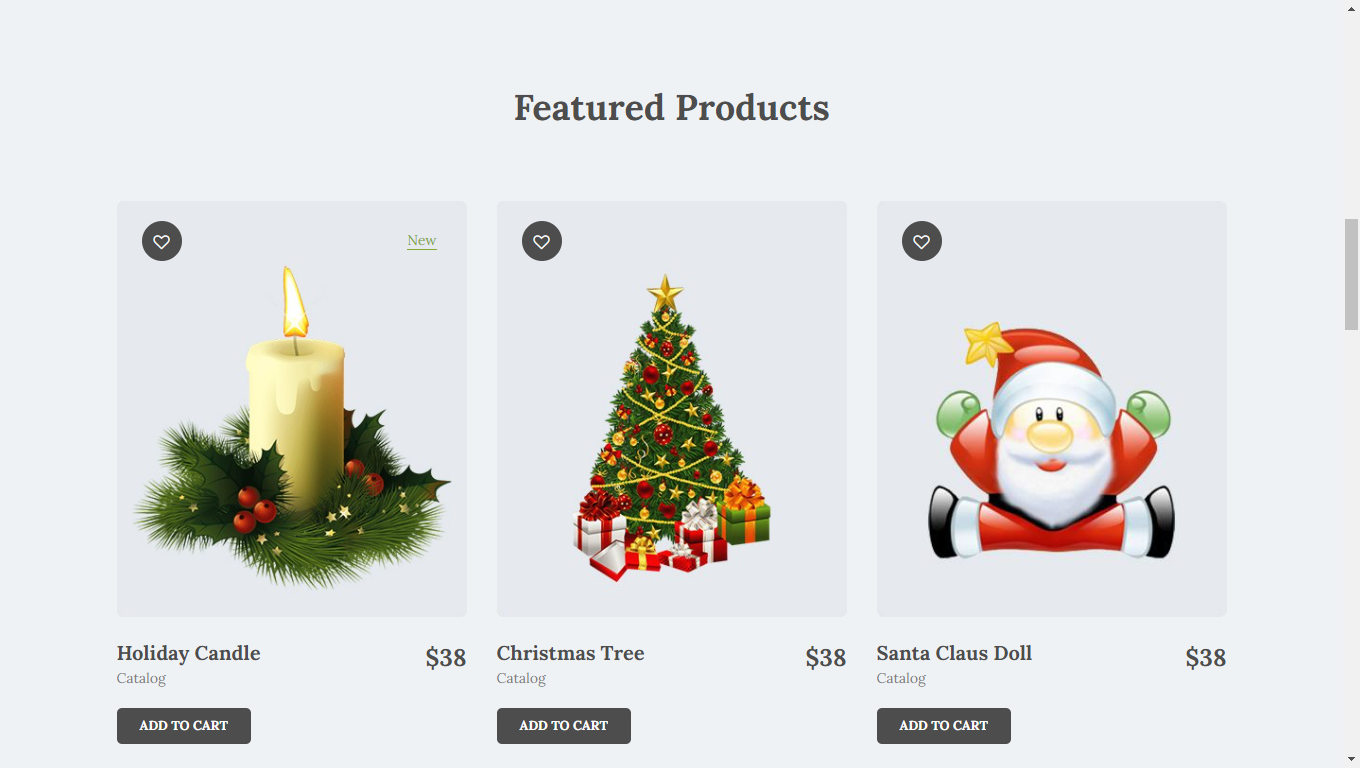 Featured Products
New
Holiday Candle
$38
Catalog
ADD TO CART
Christmas Tree
$38
Catalog
ADD TO CART
Santa Claus Doll
$38
Catalog
ADD TO CART